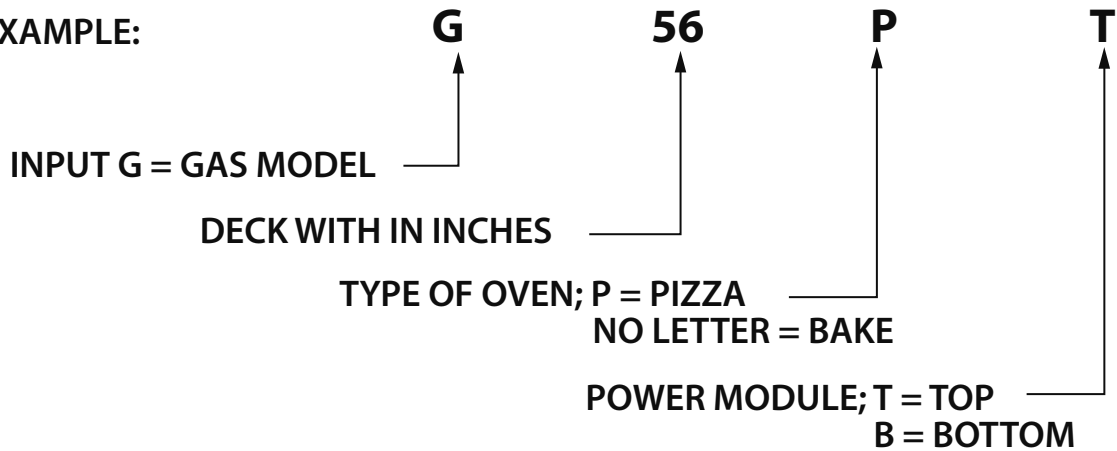 XAMPLE: G 56 P T
INPUT G = GAS MODEL
DECK WITH IN INCHES
TYPE OF OVEN; P = PIZZA
NO LETTER = BAKE
POWER MODULE; T = TOP
B = BOTTOM